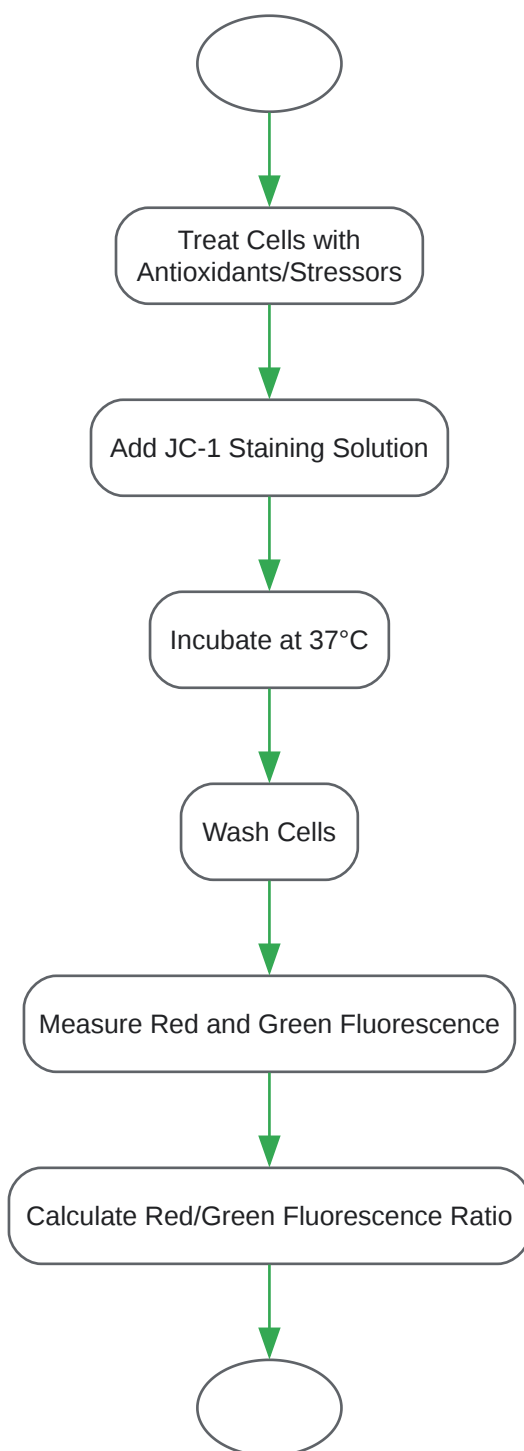 Treat Cells with
Antioxidants/Stressors
Add JC-1 Staining Solution
Incubate at 37°C
Wash Cells
Measure Red and Green Fluorescence
Calculate Red/Green Fluorescence Ratio